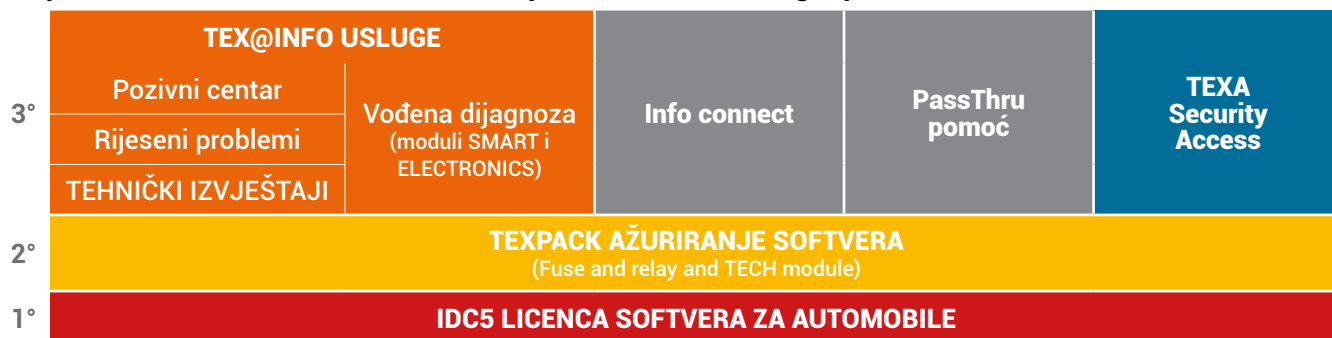 TEX@INFO USLUGE
3°
Pozivni centar
Rijeseni problemi
TEHNIČKI IZVJEŠTAJI
Vođena dijagnoza
(moduli SMART i
ELECTRONICS)
Info connect
PassThru
pomoć
TEXA
Security
Access
2°
TEXPACK AŽURIRANJE SOFTVERA
(Fuse and relay and TECH module)
1°
IDC5 LICENCA SOFTVERA ZA AUTOMOBILE